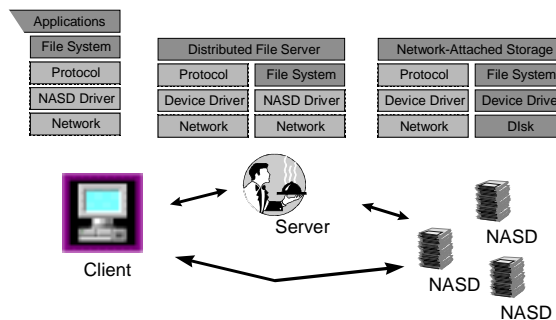 Applications
File System
Protocol
NASD Driver
Network
Distributed File Server
Protocol
File System
Device Driver
NASD Driver
Network
Network
Network-Attached Storage
Protocol
File System
Device Driver
Device Drive
Network
DIsk
Client
Server
NASD
NASD
NASD